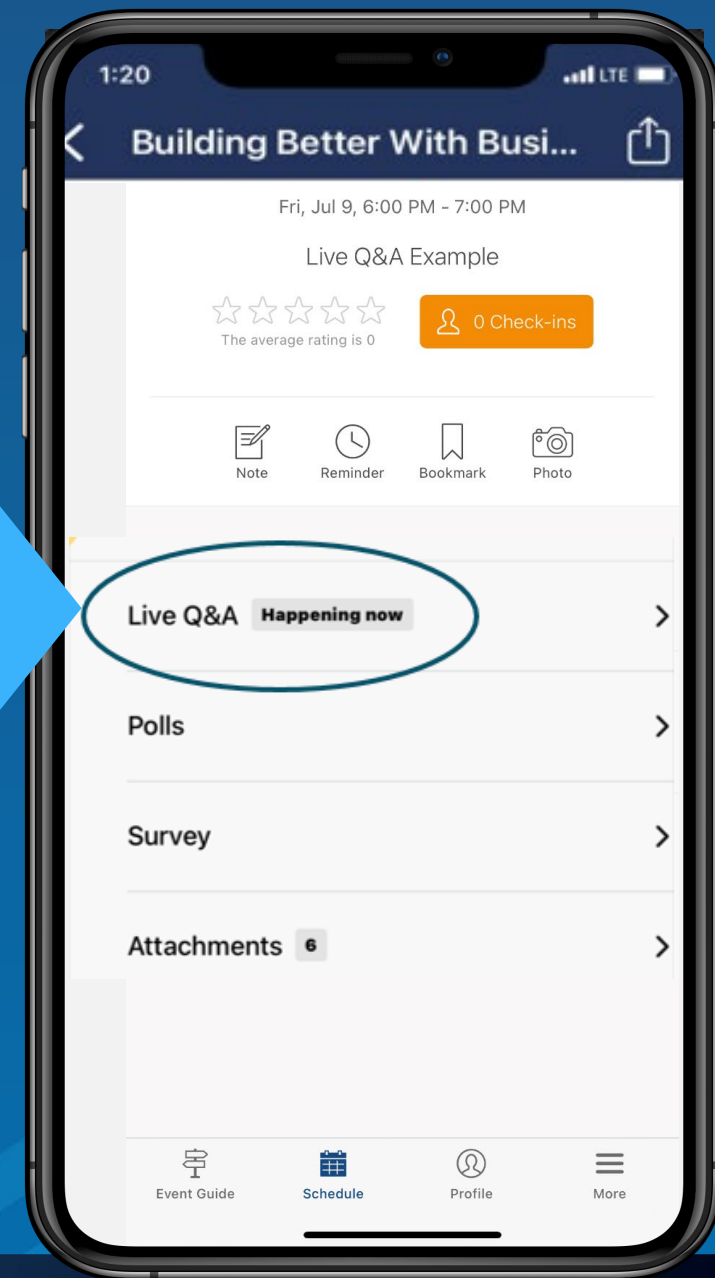 1:20
LTE
Building Better With Busi...
Fri, Jul 9, 6:00 PM - 7:00 PM
Live Q&A Example
The average rating is 0
0 Check-ins
Note Reminder Bookmark Photo
Live Q&A Happening now
Polls
Survey
Attachments 6
Event Guide Schedule Profile More